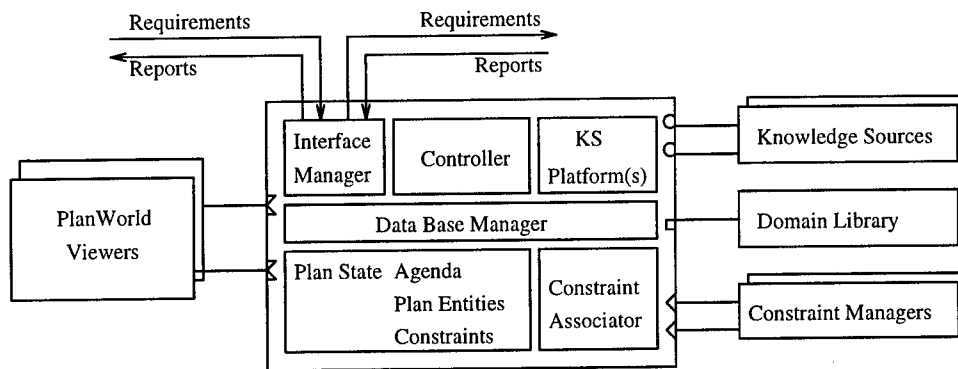 Requirements
Requirements
Reports
Reports
Interface
Manager
Controller
KS
Platform(s)
Knowledge Sources
PlanWorld
Viewers
Data Base Manager
Domain Library
Plan State Agenda
Plan Entities
Constraints
Constraint
Associator
Constraint Managers